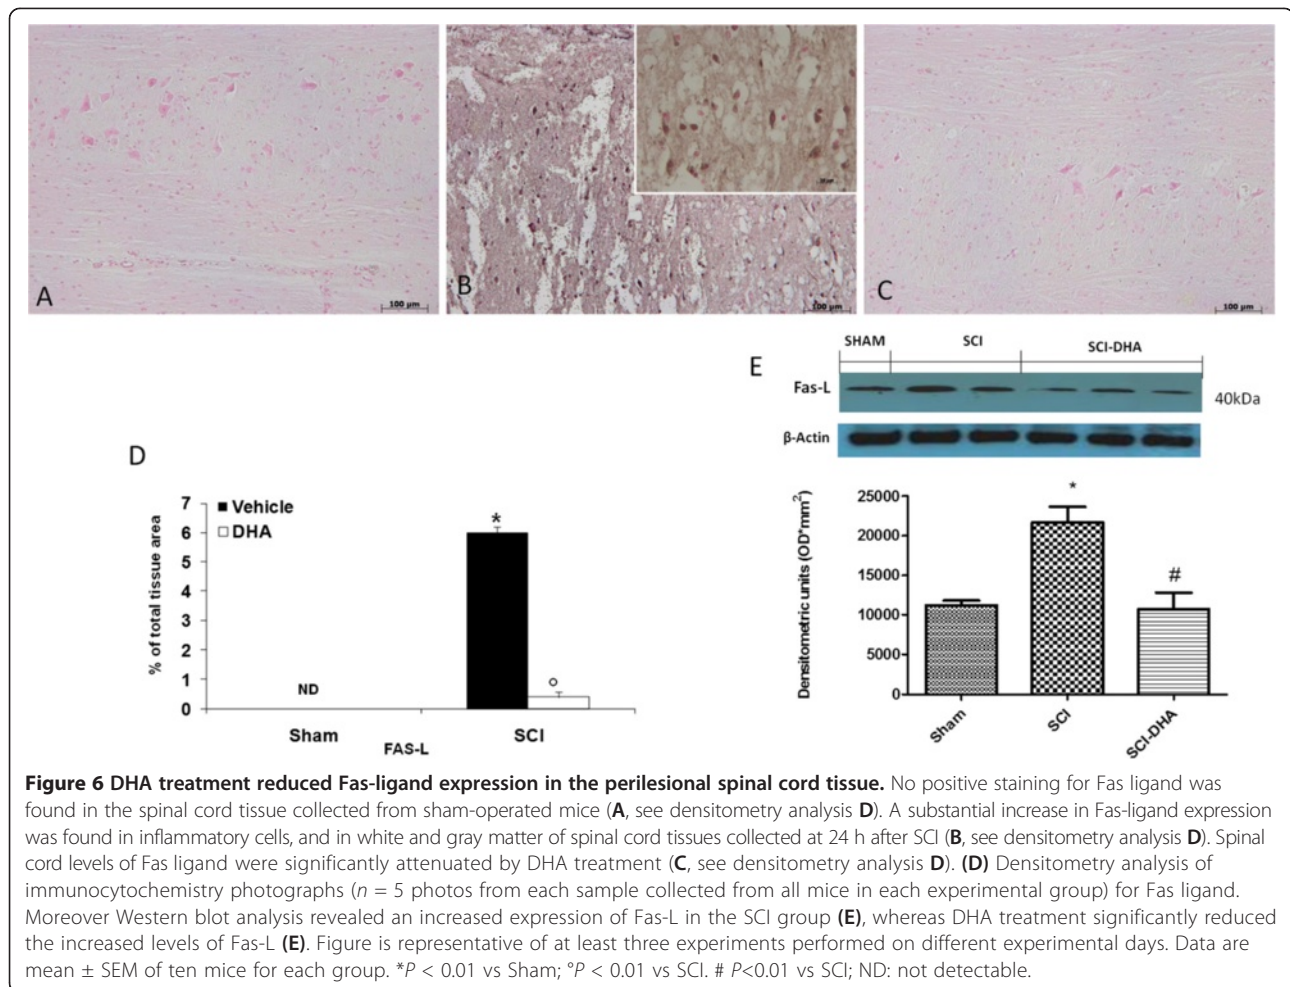 A
100 µm
B
100 µm
C
100 µm
E
SHAM SCI SCI-DHA
Fas-L
40kDa
β-Actin
D
% of total tissue area
7
6
5
4
3
2
1
0
Vehicle
DHA
*
°
ND
Sham
SCI
FAS-L
Densitometric units (OD*mm²)
25000
20000
15000
10000
5000
0
*
#
Sham
SCI
SCI-DHA
Figure 6 DHA treatment reduced Fas-ligand expression in the perilesional spinal cord tissue. No positive staining for Fas ligand was
found in the spinal cord tissue collected from sham-operated mice (A, see densitometry analysis D). A substantial increase in Fas-ligand expression
was found in inflammatory cells, and in white and gray matter of spinal cord tissues collected at 24 h after SCI (B, see densitometry analysis D). Spinal
cord levels of Fas ligand were significantly attenuated by DHA treatment (C, see densitometry analysis D). (D) Densitometry analysis of
immunocytochemistry photographs (n = 5 photos from each sample collected from all mice in each experimental group) for Fas ligand.
Moreover Western blot analysis revealed an increased expression of Fas-L in the SCI group (E), whereas DHA treatment significantly reduced
the increased levels of Fas-L (E). Figure is representative of at least three experiments performed on different experimental days. Data are
mean ± SEM of ten mice for each group. *P < 0.01 vs Sham; °P < 0.01 vs SCI. # P<0.01 vs SCI; ND: not detectable.